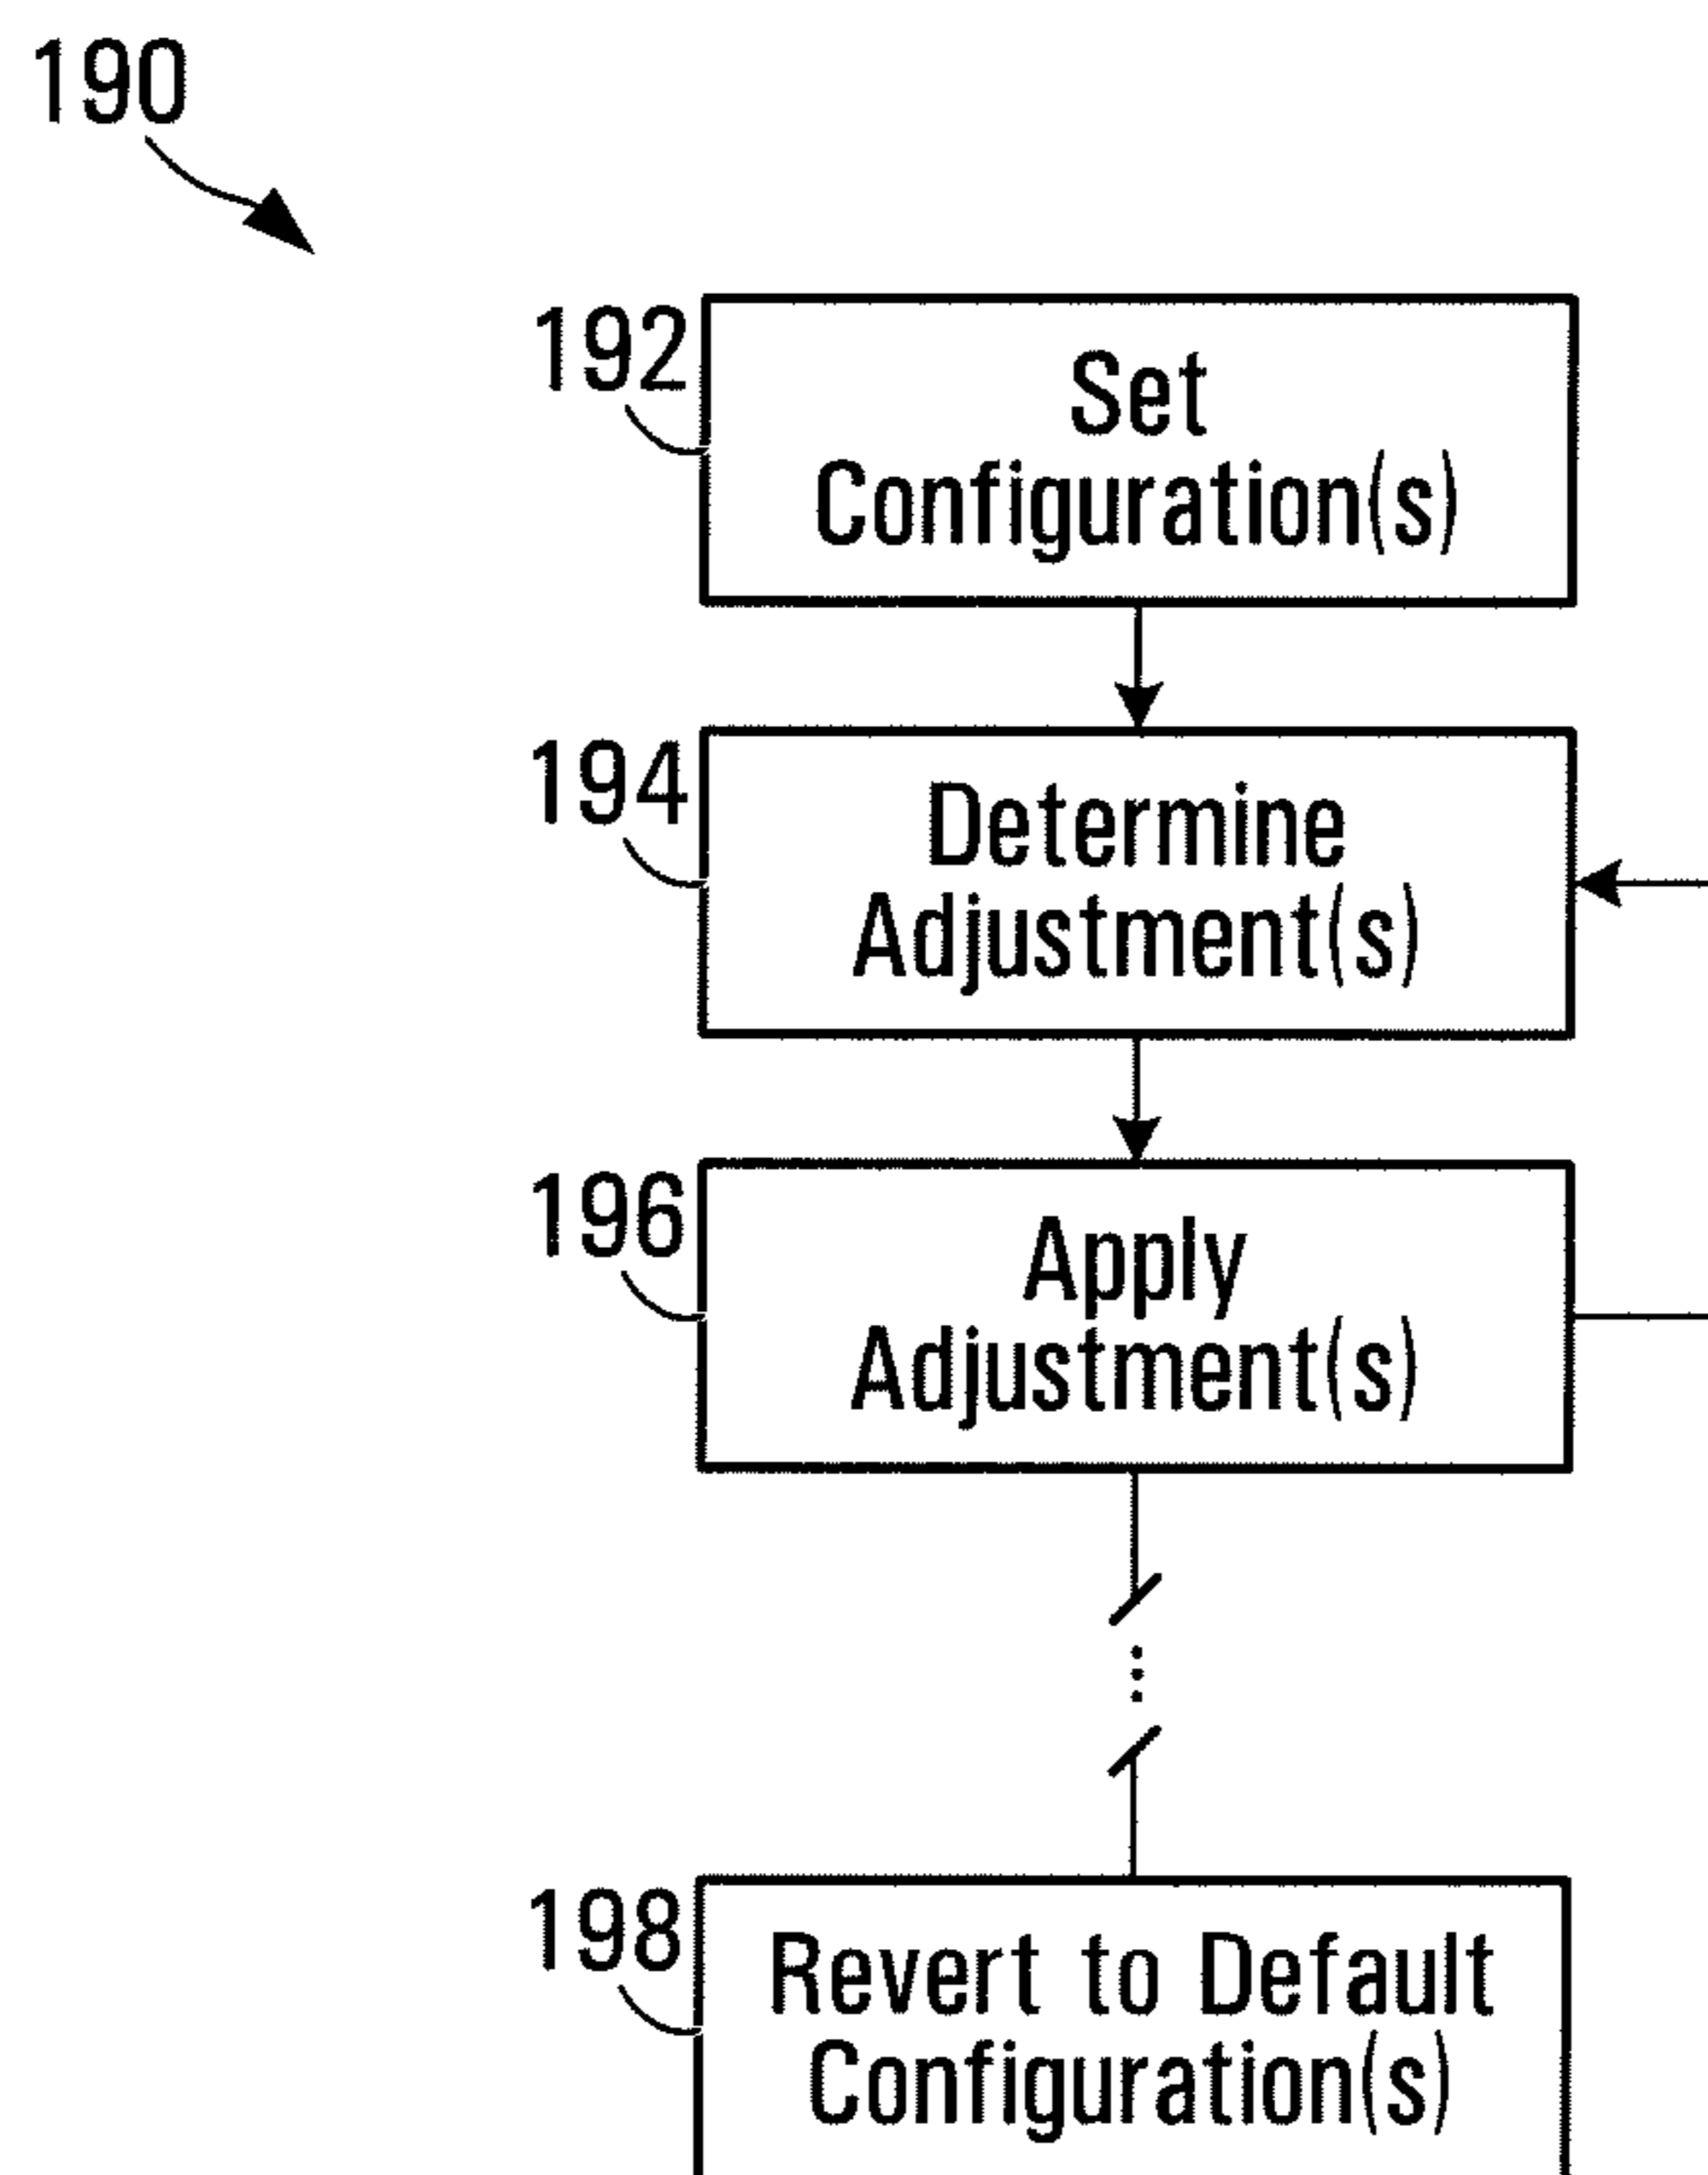 190
192
Set
Configuration(s)
194
Determine
Adjustment(s)
196
Apply
Adjustment(s)
198
Revert to Default
Configuration(s)